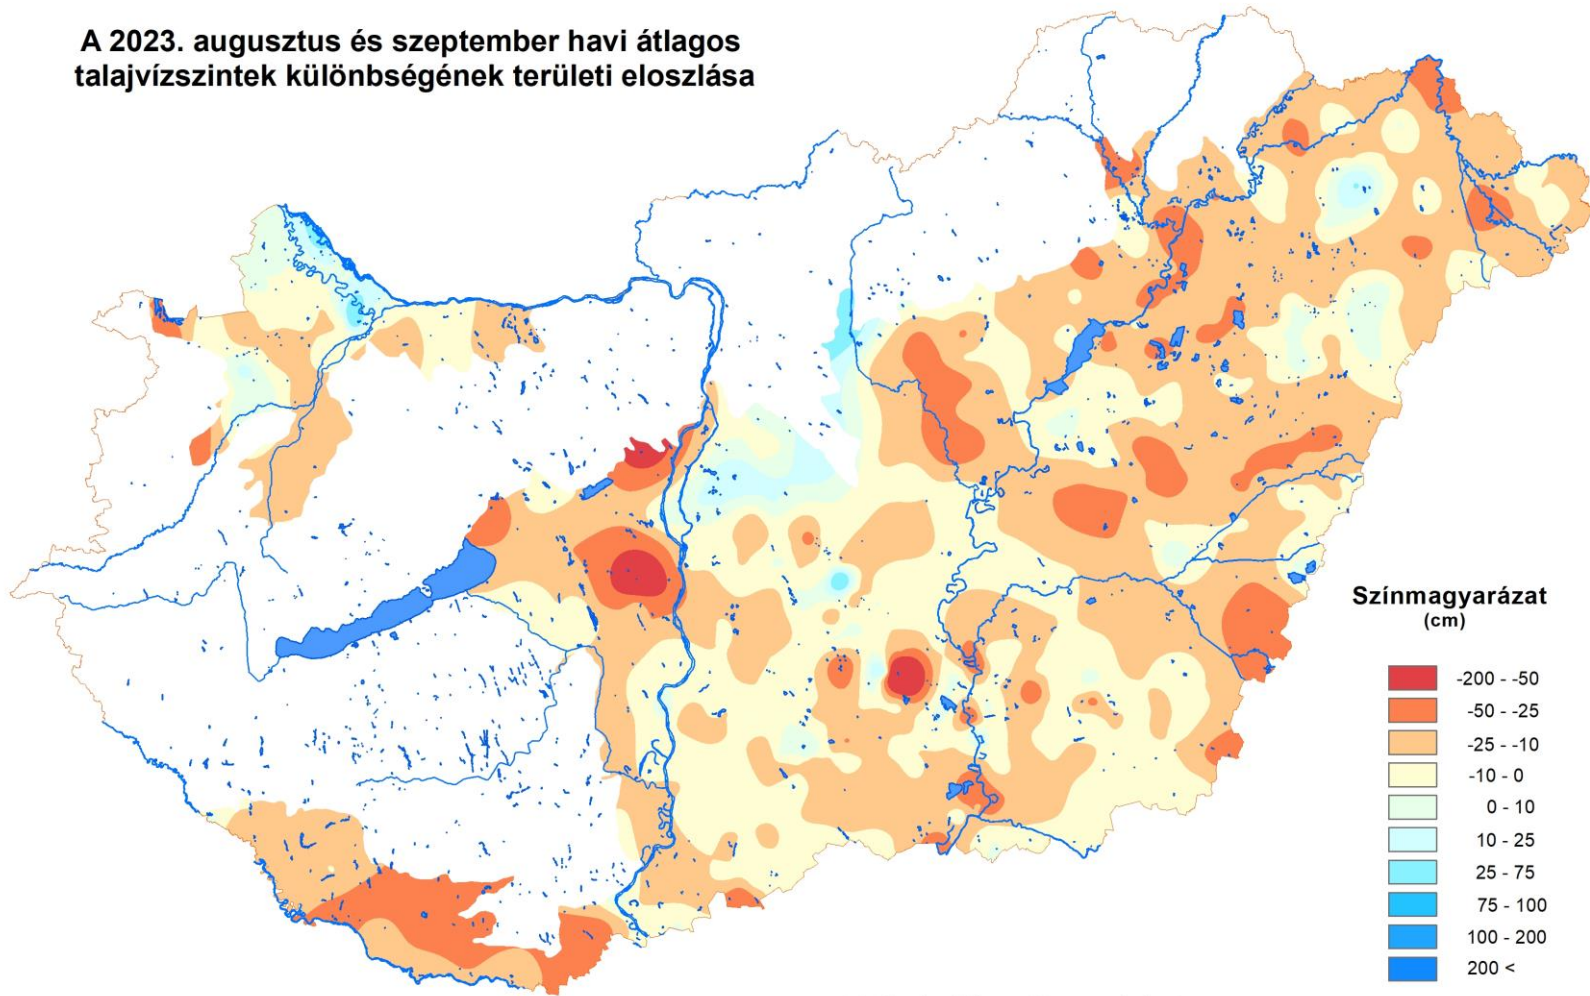 A 2023. augusztus és szeptember havi átlagos
talajvízszintek különbségének területi eloszlása
Színmagyarázat
(cm)
-200 - -50
-50 - -25
-25 - -10
-10 - 0
0 - 10
10 - 25
25 - 75
75 - 100
100 - 200
200 <